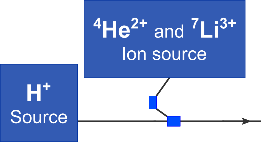 ⁴He²⁺ and ⁷Li³⁺
Ion source
H⁺
Source